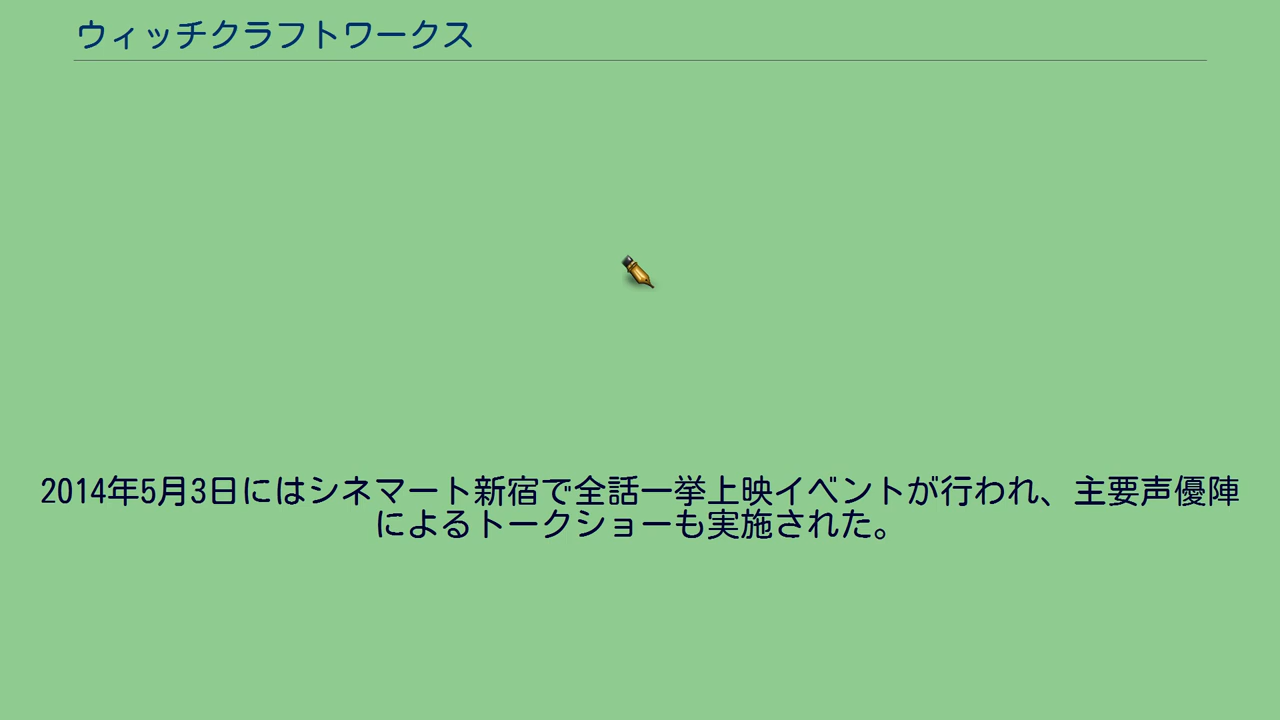 ウィッチクラフトワークス
2014年5月3日にはシネマート新宿で全話一挙上映イベントが行われ、主要声優陣
によるトークショーも実施された。